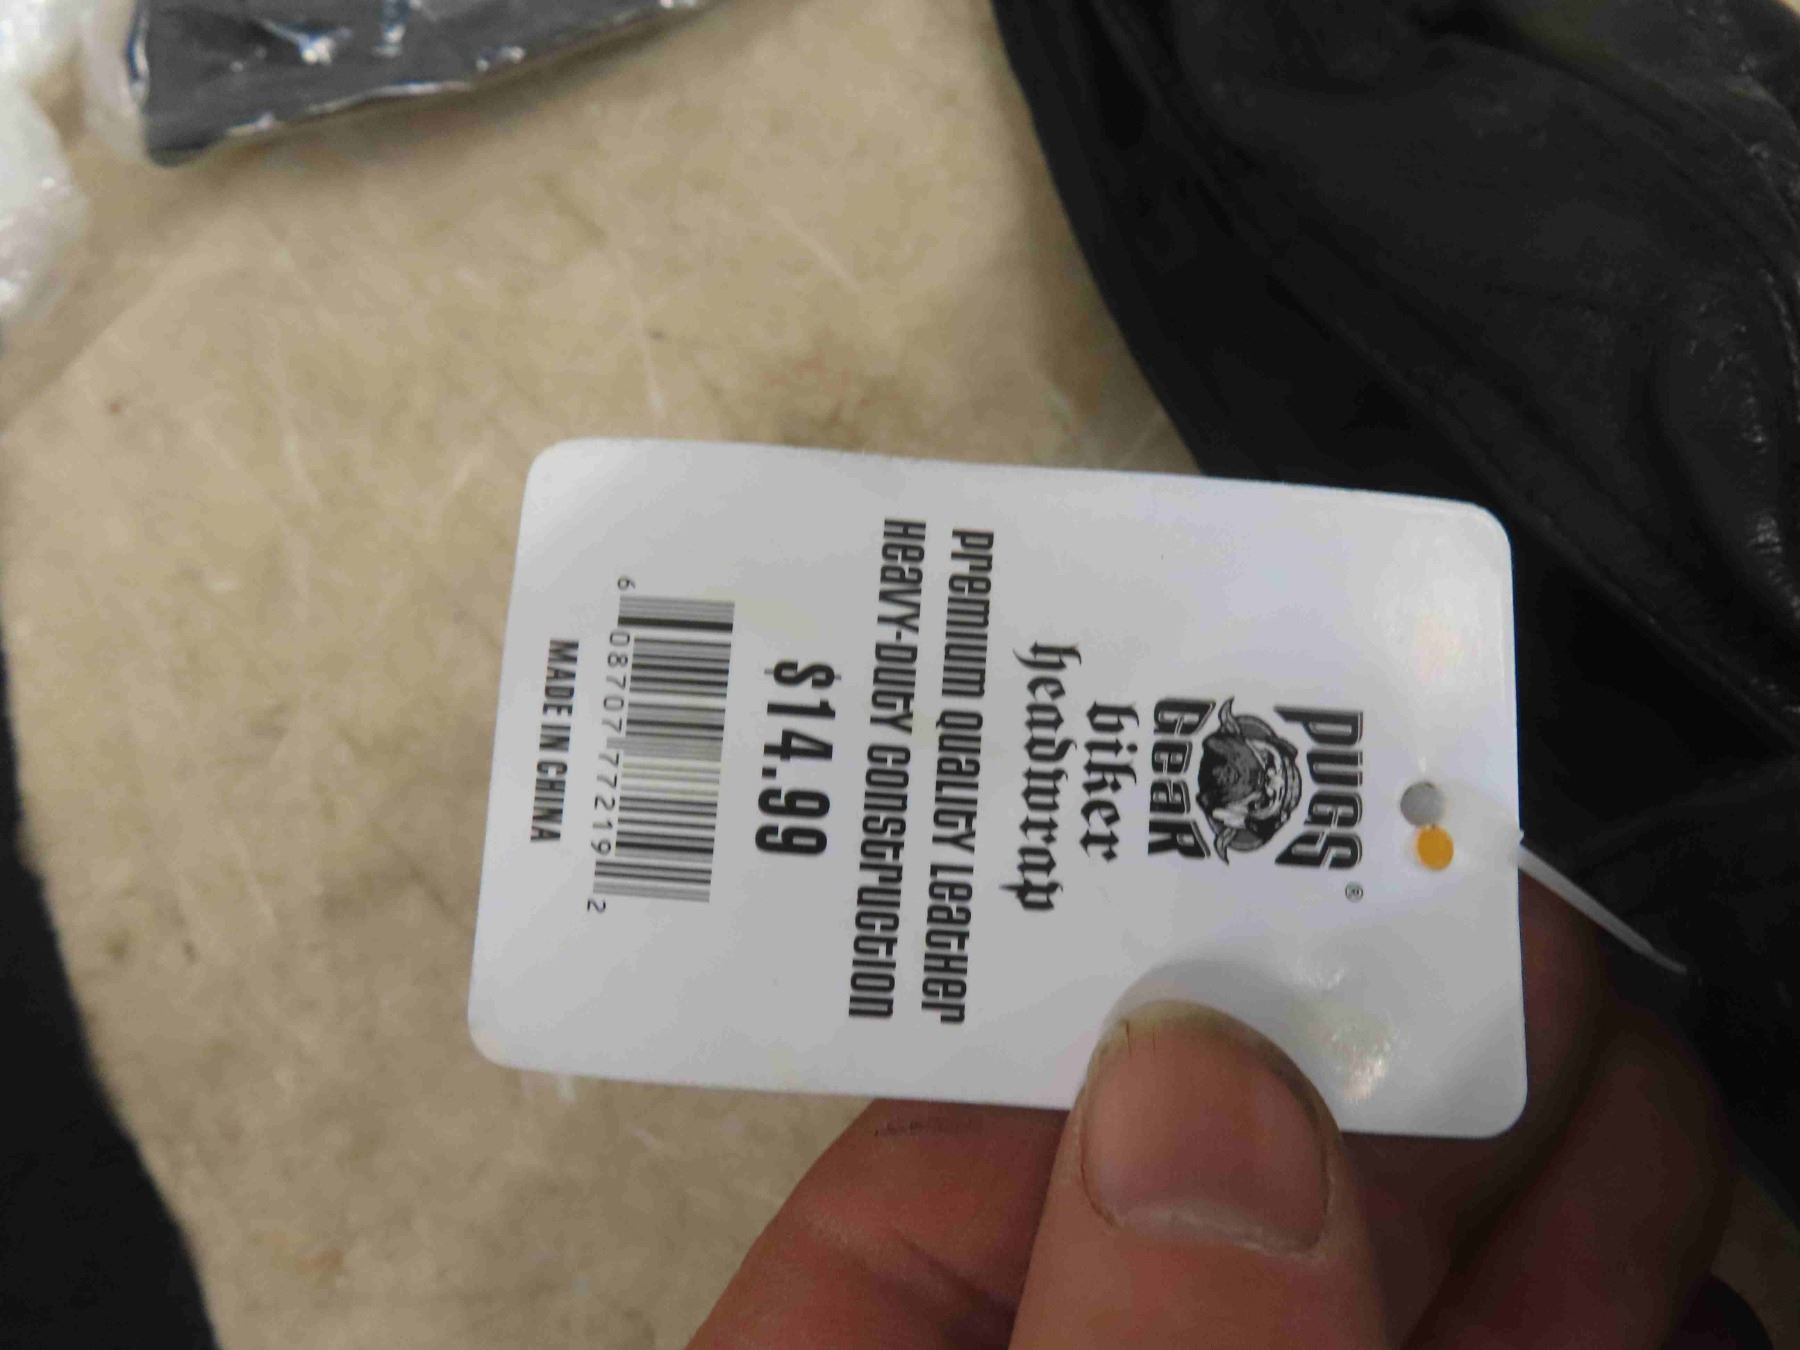 PUGS®
GEAR
biker
headwrap
PREMIUM QUALITY LEATHER
HEAVY-DUTY CONSTRUCTION
$14.99
6 08707 77219 2
MADE IN CHINA